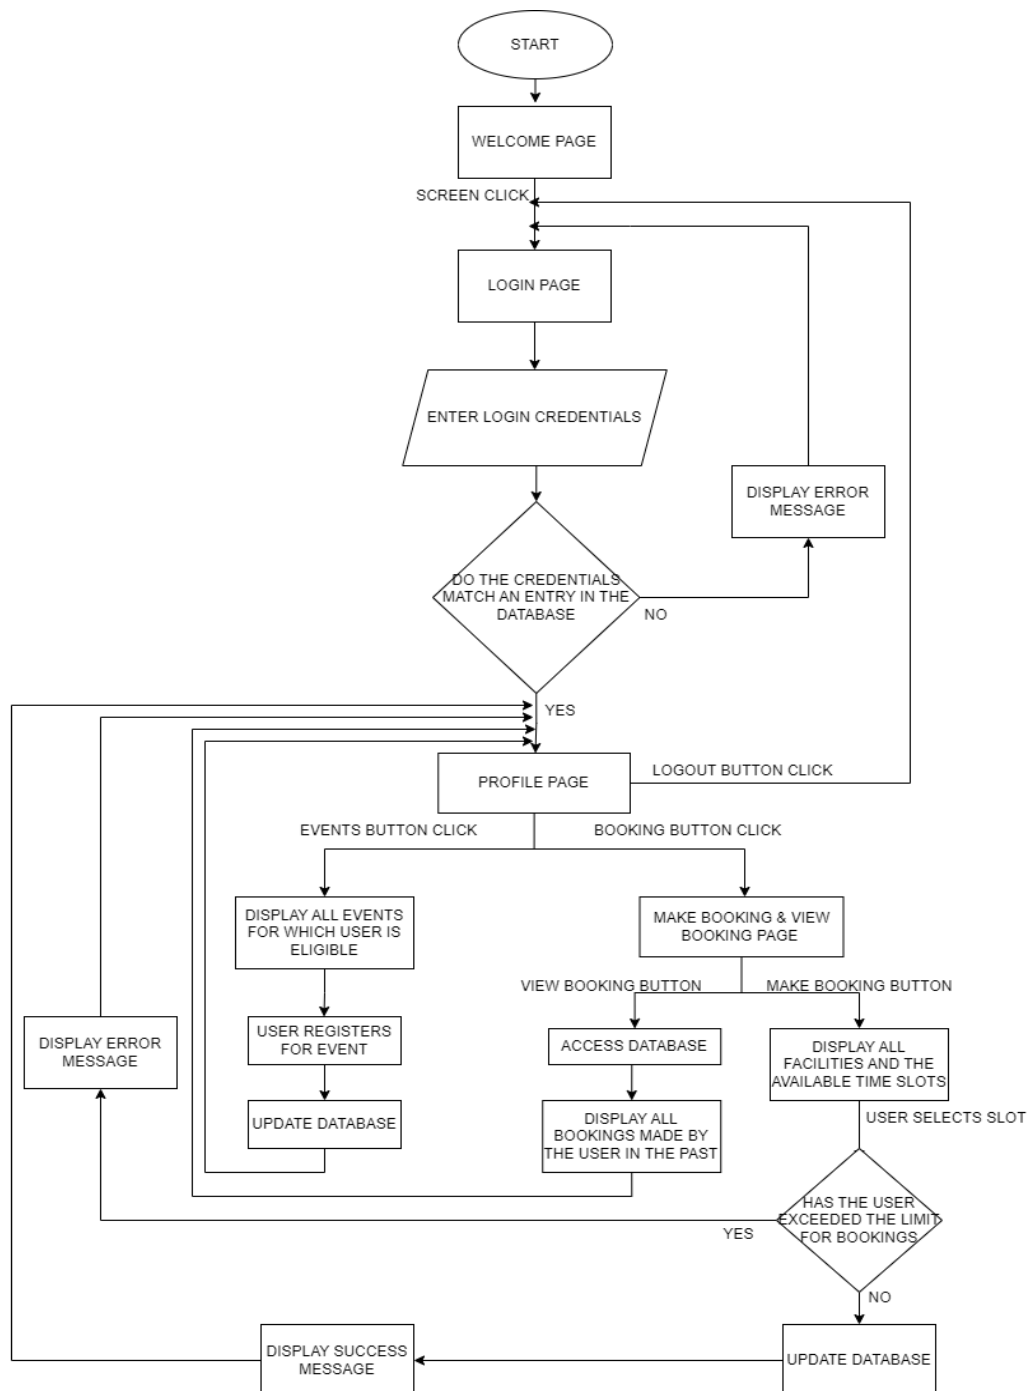 START
WELCOME PAGE
SCREEN CLICK
LOGIN PAGE
ENTER LOGIN CREDENTIALS
DISPLAY ERROR
MESSAGE
DO THE CREDENTIALS
MATCH AN ENTRY IN THE
DATABASE
NO
YES
PROFILE PAGE
LOGOUT BUTTON CLICK
EVENTS BUTTON CLICK
BOOKING BUTTON CLICK
DISPLAY ALL EVENTS
FOR WHICH USER IS
ELIGIBLE
MAKE BOOKING & VIEW
BOOKING PAGE
VIEW BOOKING BUTTON
MAKE BOOKING BUTTON
DISPLAY ERROR
MESSAGE
USER REGISTERS
FOR EVENT
ACCESS DATABASE
DISPLAY ALL
FACILITIES AND THE
AVAILABLE TIME SLOTS
UPDATE DATABASE
DISPLAY ALL
BOOKINGS MADE BY
THE USER IN THE PAST
USER SELECTS SLOT
HAS THE USER
EXCEEDED THE LIMIT
FOR BOOKINGS
YES
NO
DISPLAY SUCCESS
MESSAGE
UPDATE DATABASE